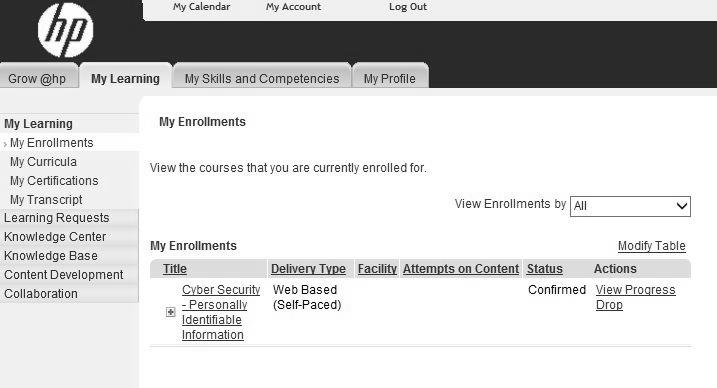 hp
My Calendar My Account Log Out
Grow @hp My Learning My Skills and Competencies My Profile
My Learning
My Enrollments
My Curricula
My Certifications
My Transcript
Learning Requests
Knowledge Center
Knowledge Base
Content Development
Collaboration
My Enrollments
View the courses that you are currently enrolled for.
View Enrollments by All
My Enrollments Modify Table
Title Delivery Type Facility Attempts on Content Status Actions
Cyber Security Web Based Confirmed View Progress
- Personally (Self-Paced) Drop
Identifiable
Information